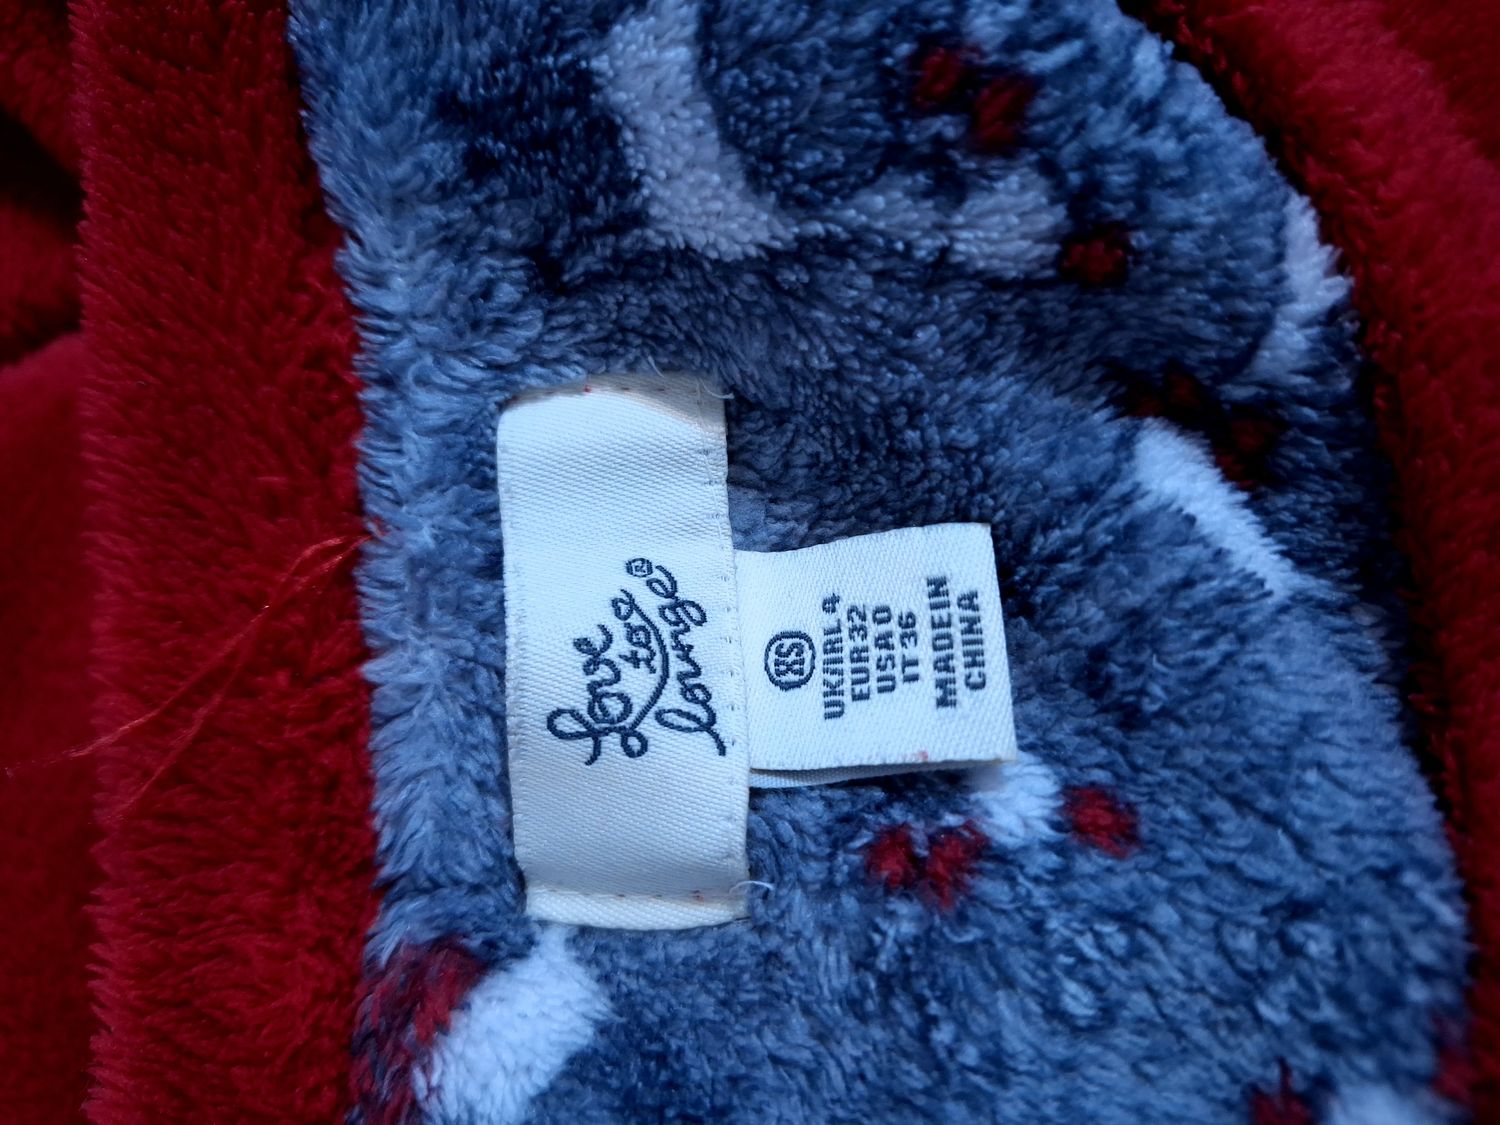 Love
to
lounge®
XS
UK/IRL 4
EUR 32
USA 0
IT 36
MADE IN
CHINA